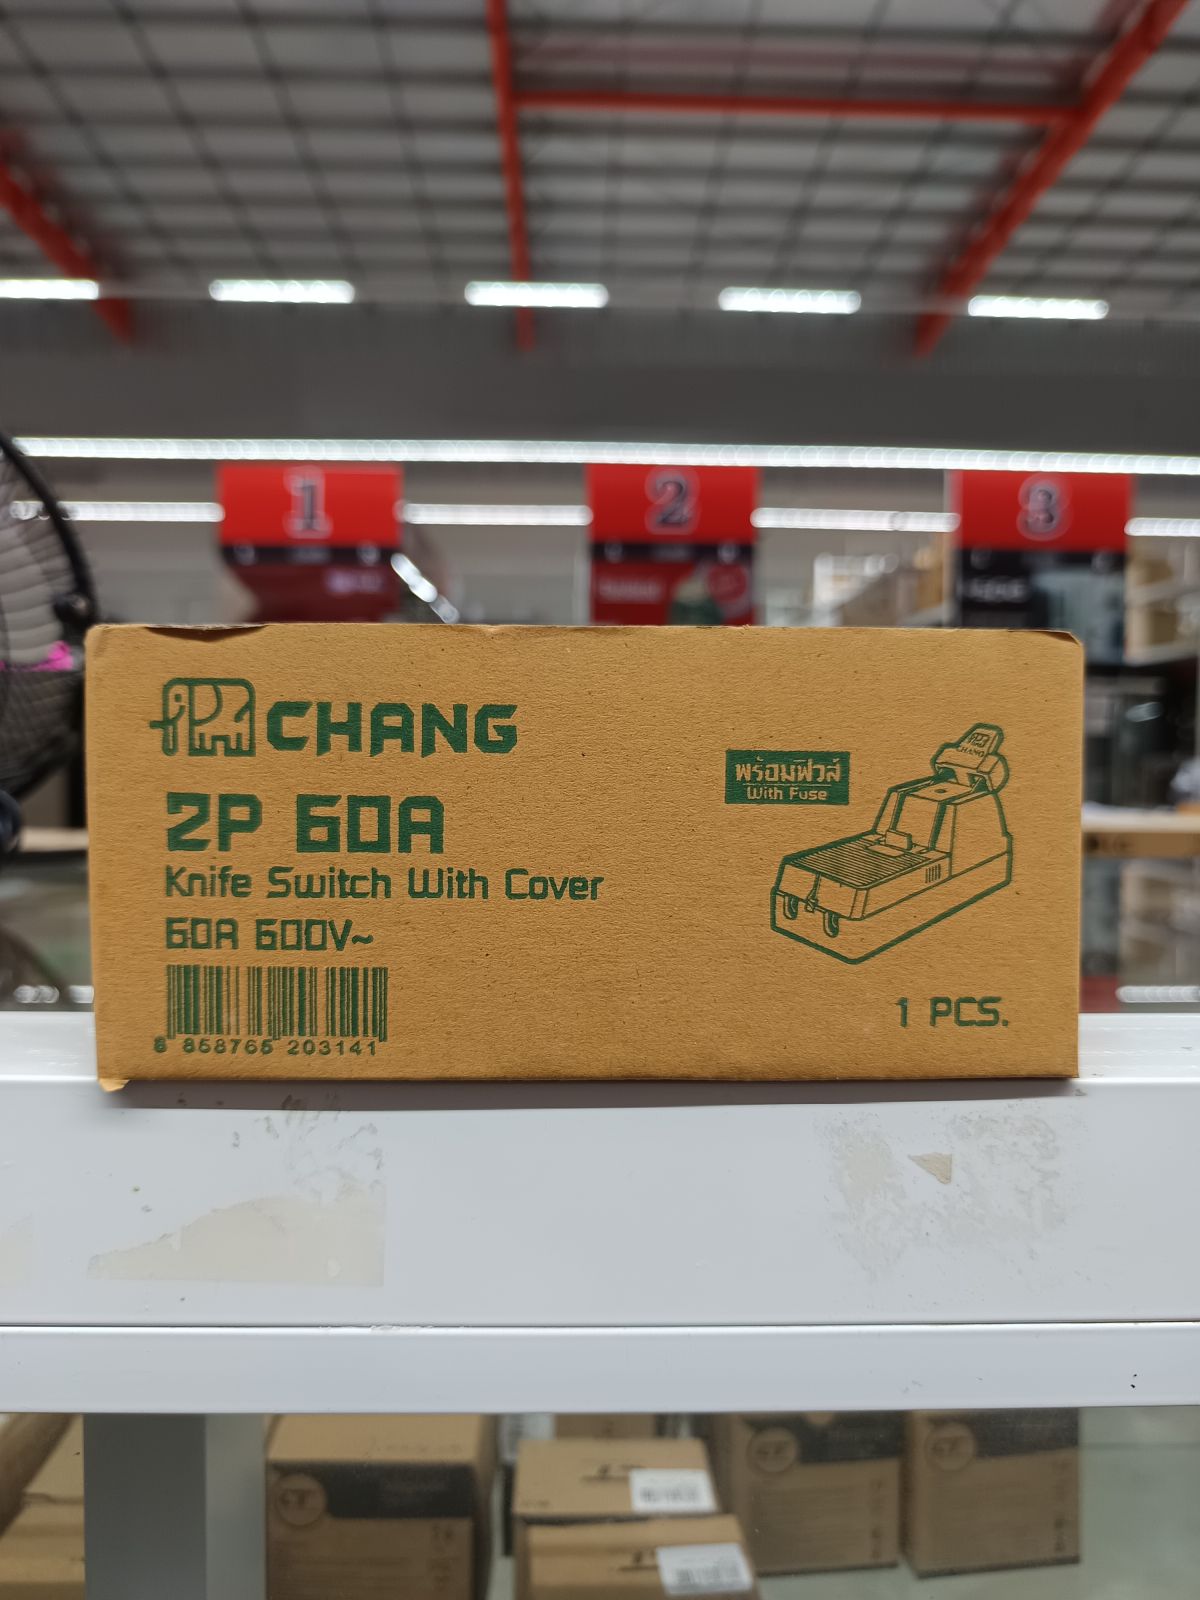 1
2
3
CHANG
2P 60A
Knife Switch With Cover
60A 600V~
8 858765 203141
พร้อมฟิวส์
With Fuse
CHANG
1 PCS.